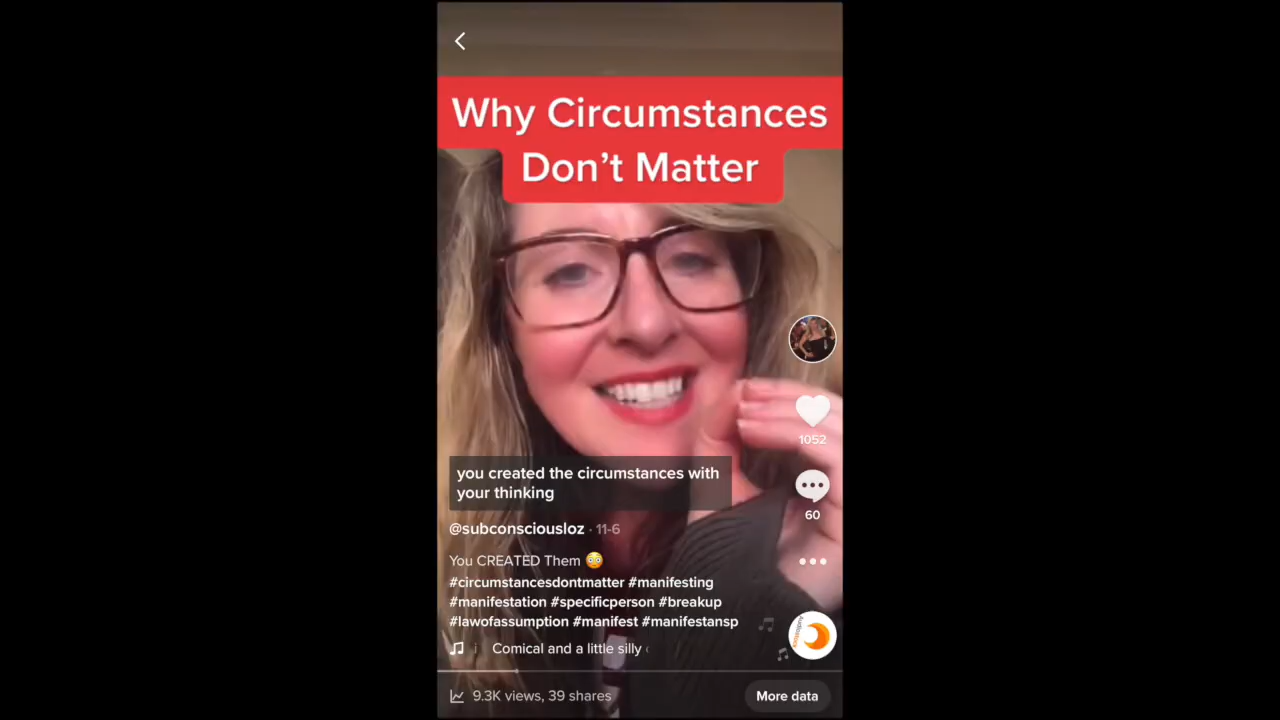 Why Circumstances
Don't Matter
1052
you created the circumstances with
your thinking
60
@subconsciousloz · 11-6
You CREATED Them 😳
#circumstancesdontmatter #manifesting
#manifestation #specificperson #breakup
#lawofassumption #manifest #manifestansp
Comical and a little silly
9.3K views, 39 shares
More data